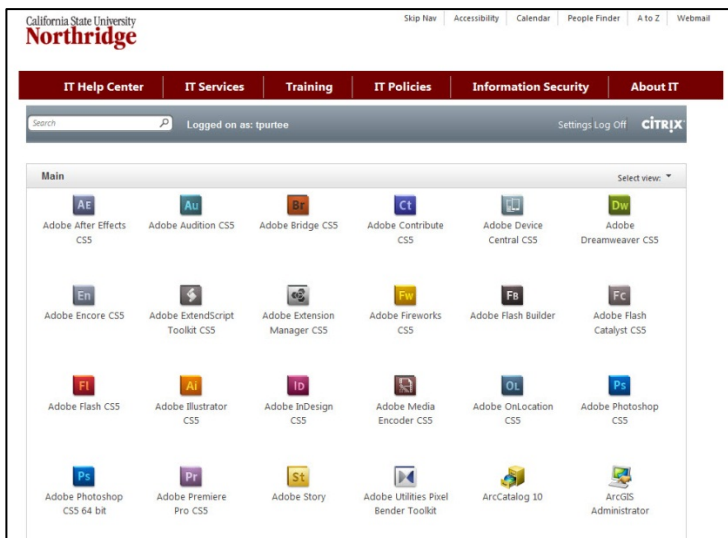 California State University
Northridge
Skip Nav Accessibility Calendar People Finder A to Z Webmail
IT Help Center IT Services Training IT Policies Information Security About IT
Search Logged on as: tpurtee Settings Log Off CİTRIX
Main Select view:
AE Au Br Ct Dw
Adobe After Effects CS5 Adobe Audition CS5 Adobe Bridge CS5 Adobe Contribute CS5 Adobe Device Central CS5 Adobe Dreamweaver CS5
En Fw FB Fc
Adobe Encore CS5 Adobe ExtendScript Toolkit CS5 Adobe Extension Manager CS5 Adobe Fireworks CS5 Adobe Flash Builder Adobe Flash Catalyst CS5
Fl Ai ID OL Ps
Adobe Flash CS5 Adobe Illustrator CS5 Adobe InDesign CS5 Adobe Media Encoder CS5 Adobe OnLocation CS5 Adobe Photoshop CS5
Ps Pr St
Adobe Photoshop CS5 64 bit Adobe Premiere Pro CS5 Adobe Story Adobe Utilities Pixel Bender Toolkit ArcCatalog 10 ArcGIS Administrator